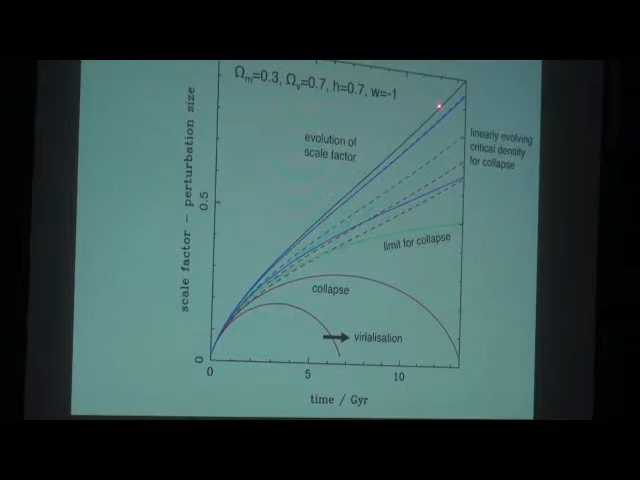 Ωm=0.3, Ωv=0.7, h=0.7, w=-1
evolution of
scale factor
linearly evolving
critical density
for collapse
limit for collapse
collapse
virialisation
scale factor – perturbation size
0.5
0
0
5
10
time / Gyr